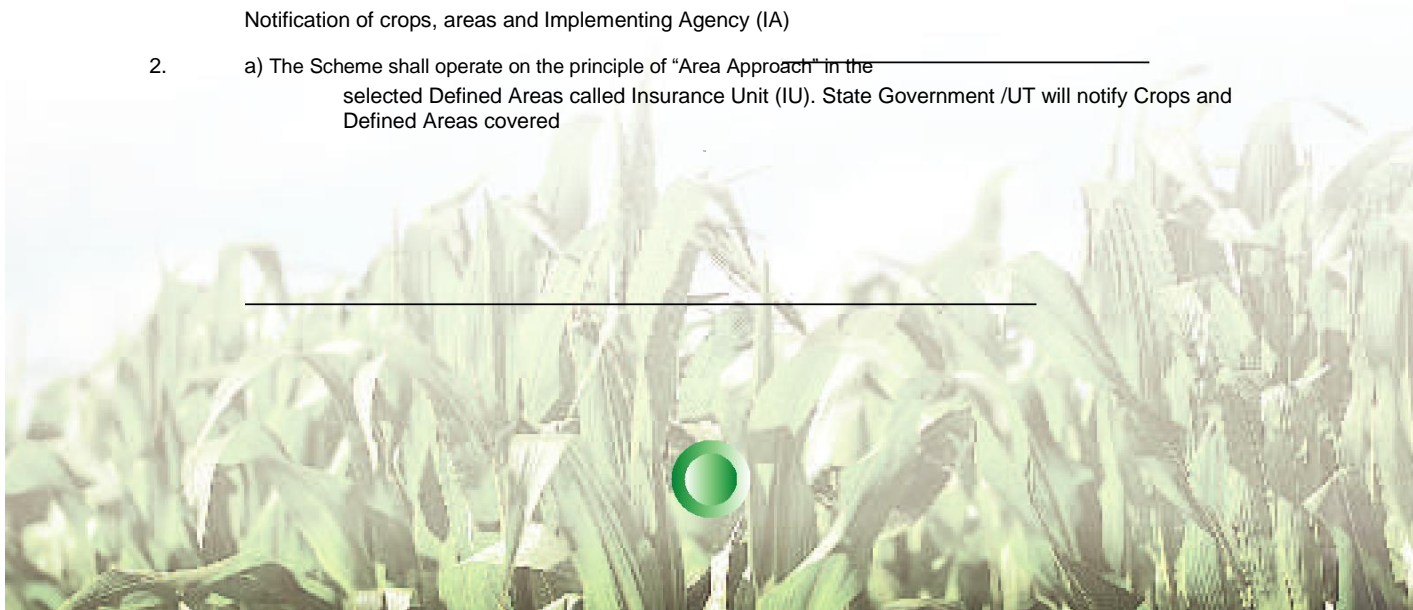 Notification of crops, areas and Implementing Agency (IA)
2. a) The Scheme shall operate on the principle of “Area Approach” in the
selected Defined Areas called Insurance Unit (IU). State Government /UT will notify Crops and
Defined Areas covered